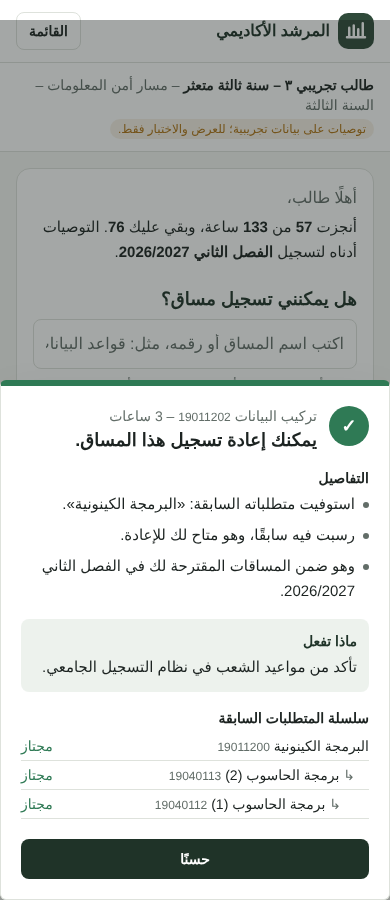 المرشد الأكاديمي
القائمة
طالب تجريبي ٣ – سنة ثالثة متعثر – مسار أمن المعلومات –
السنة الثالثة
توصيات على بيانات تجريبية؛ للعرض والاختبار فقط.
أهلًا طالب،
أنجزت 57 من 133 ساعة، وبقي عليك 76. التوصيات
أدناه لتسجيل الفصل الثاني 2026/2027.
هل يمكنني تسجيل مساق؟
اكتب اسم المساق أو رقمه، مثل: قواعد البيانا
✓
تركيب البيانات 19011202 – 3 ساعات
يمكنك إعادة تسجيل هذا المساق.
التفاصيل
استوفيت متطلباته السابقة: «البرمجة الكينونية».
رسبت فيه سابقًا، وهو متاح لك للإعادة.
وهو ضمن المساقات المقترحة لك في الفصل الثاني
2026/2027.
ماذا تفعل
تأكد من مواعيد الشعب في نظام التسجيل الجامعي.
سلسلة المتطلبات السابقة
البرمجة الكينونية 19011200 مجتاز
↳ برمجة الحاسوب (2) 19040113 مجتاز
↳ برمجة الحاسوب (1) 19040112 مجتاز
حسنًا